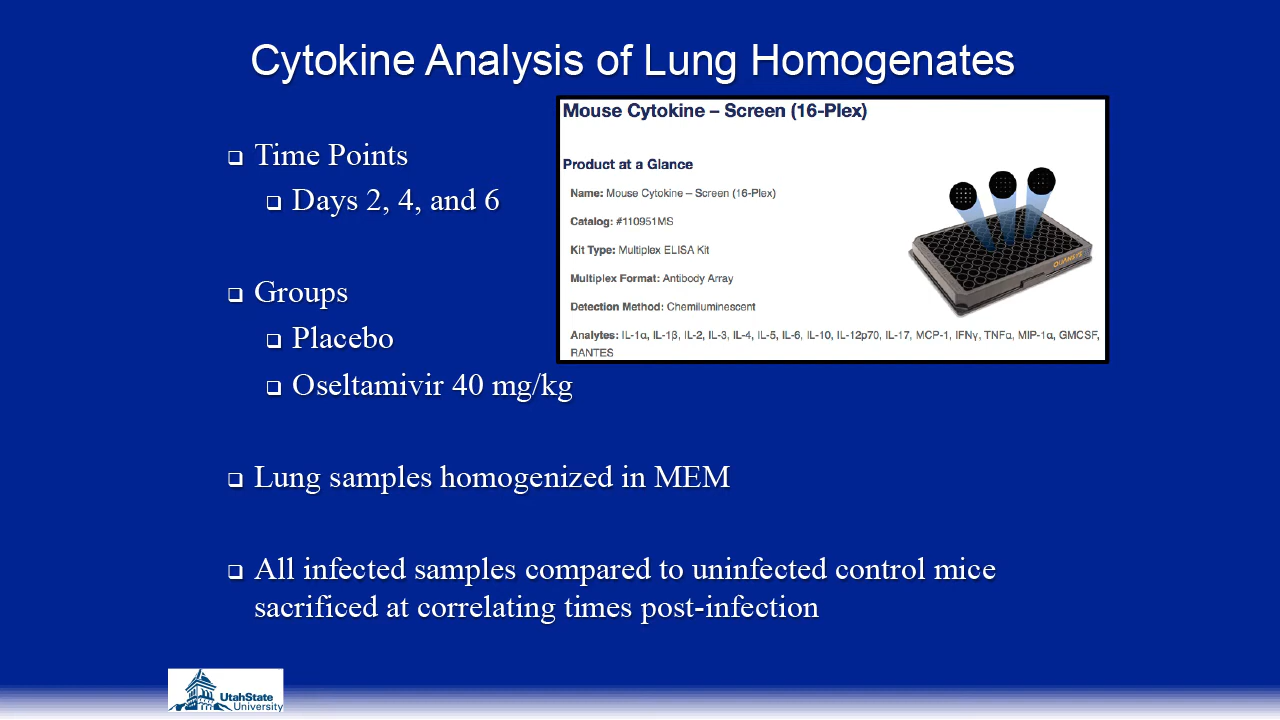 Cytokine Analysis of Lung Homogenates
Time Points
Days 2, 4, and 6
Groups
Placebo
Oseltamivir 40 mg/kg
Lung samples homogenized in MEM
All infected samples compared to uninfected control mice
sacrificed at correlating times post-infection
Mouse Cytokine – Screen (16-Plex)
Product at a Glance
Name: Mouse Cytokine – Screen (16-Plex)
Catalog: #110951MS
Kit Type: Multiplex ELISA Kit
Multiplex Format: Antibody Array
Detection Method: Chemiluminescent
Analytes: IL-1α, IL-1β, IL-2, IL-3, IL-4, IL-5, IL-6, IL-10, IL-12p70, IL-17, MCP-1, IFNγ, TNFα, MIP-1α, GMCSF,
RANTES
QUANSYS
UtahState
University